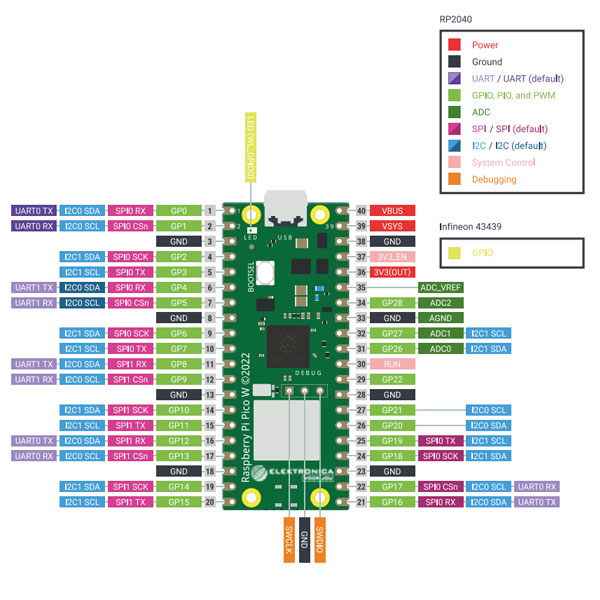 RP2040
Power
Ground
UART / UART (default)
GPIO, PIO, and PWM
ADC
SPI / SPI (default)
I2C / I2C (default)
System Control
Debugging
Infineon 43439
GPIO
LED (WL_GPIO0)
UART0 TX I2C0 SDA SPI0 RX GP0 1
UART0 RX I2C0 SCL SPI0 CSn GP1 2
GND 3
I2C1 SDA SPI0 SCK GP2 4
I2C1 SCL SPI0 TX GP3 5
UART1 TX I2C0 SDA SPI0 RX GP4 6
UART1 RX I2C0 SCL SPI0 CSn GP5 7
GND 8
I2C1 SDA SPI0 SCK GP6 9
I2C1 SCL SPI0 TX GP7 10
UART1 TX I2C0 SDA SPI1 RX GP8 11
UART1 RX I2C0 SCL SPI1 CSn GP9 12
GND 13
I2C1 SDA SPI1 SCK GP10 14
I2C1 SCL SPI1 TX GP11 15
UART0 TX I2C0 SDA SPI1 RX GP12 16
UART0 RX I2C0 SCL SPI1 CSn GP13 17
GND 18
I2C1 SDA SPI1 SCK GP14 19
I2C1 SCL SPI1 TX GP15 20
1
2
39
LED
USB
BOOTSEL
DEBUG
Raspberry Pi Pico W ©2022
ELEKTRONICA
VOOR JOU
40 VBUS
39 VSYS
38 GND
37 3V3_EN
36 3V3(OUT)
35 ADC_VREF
34 GP28 ADC2
33 GND AGND
32 GP27 ADC1 I2C1 SCL
31 GP26 ADC0 I2C1 SDA
30 RUN
29 GP22
28 GND
27 GP21 I2C0 SCL
26 GP20 I2C0 SDA
25 GP19 SPI0 TX I2C1 SCL
24 GP18 SPI0 SCK I2C1 SDA
23 GND
22 GP17 SPI0 CSn I2C0 SCL UART0 RX
21 GP16 SPI0 RX I2C0 SDA UART0 TX
SWCLK
GND
SWDIO